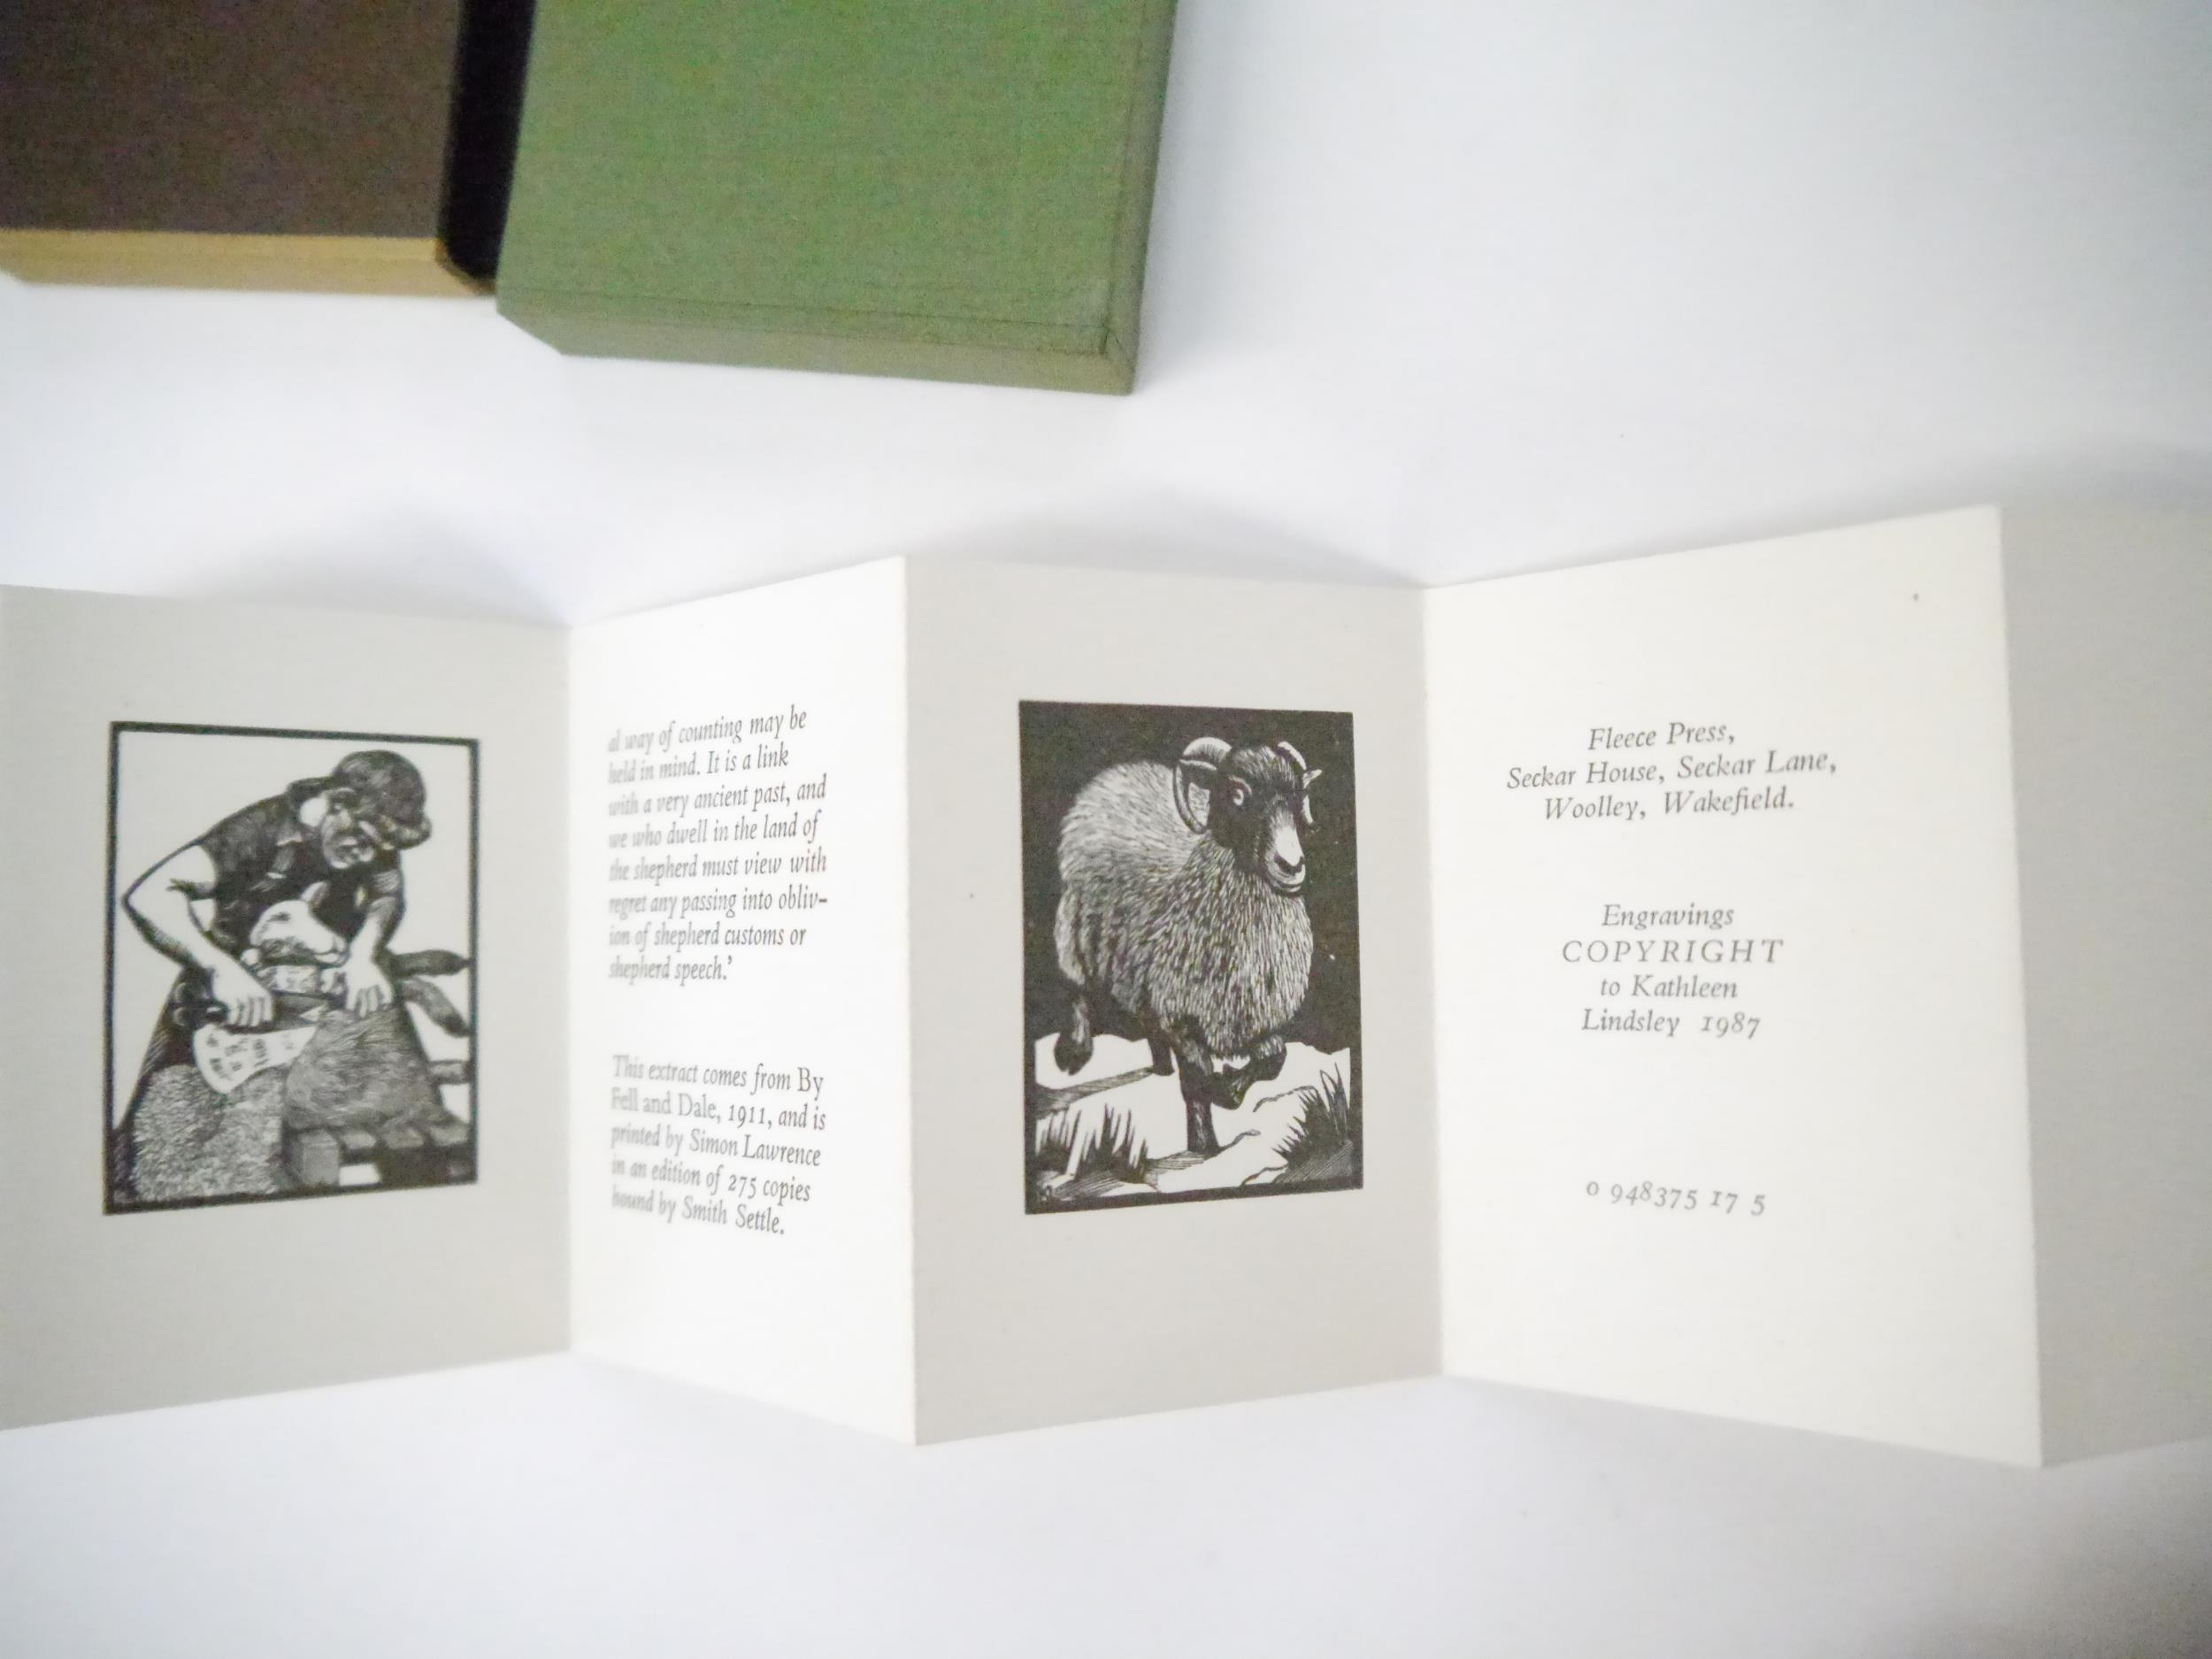 al way of counting may be
held in mind. It is a link
with a very ancient past, and
we who dwell in the land of
the shepherd must view with
regret any passing into obliv-
ion of shepherd customs or
shepherd speech.'
This extract comes from By
Fell and Dale, 1911, and is
printed by Simon Lawrence
in an edition of 275 copies
bound by Smith Settle.
Fleece Press,
Seckar House, Seckar Lane,
Woolley, Wakefield.
Engravings
COPYRIGHT
to Kathleen
Lindsley 1987
0 948375 17 5